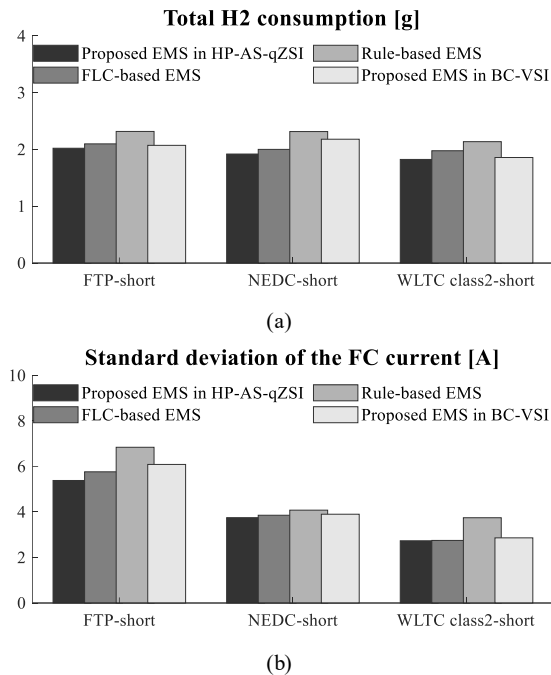 Total H2 consumption [g]
4
Proposed EMS in HP-AS-qZSI
Rule-based EMS
FLC-based EMS
Proposed EMS in BC-VSI
3
2
1
0
FTP-short
NEDC-short
WLTC class2-short
(a)
Standard deviation of the FC current [A]
10
Proposed EMS in HP-AS-qZSI
Rule-based EMS
FLC-based EMS
Proposed EMS in BC-VSI
8
6
4
2
0
FTP-short
NEDC-short
WLTC class2-short
(b)